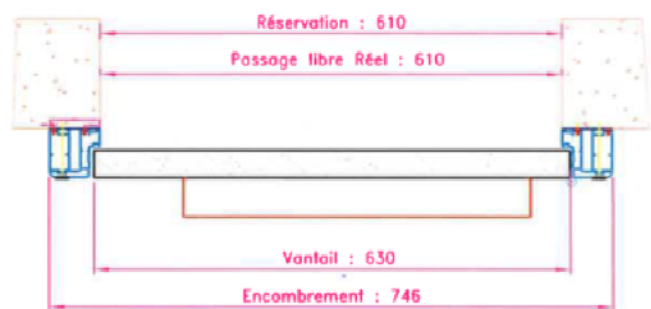 Réservation : 610
Passage libre Réel : 610
Vantail : 630
Encombrement : 746